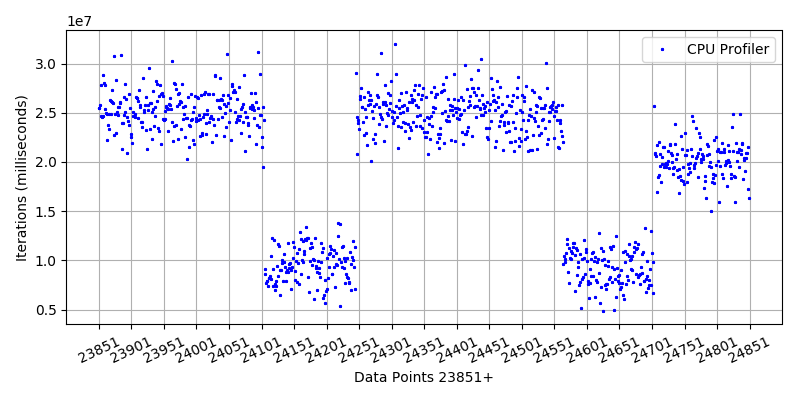 1e7
CPU Profiler
3.0
2.5
2.0
1.5
1.0
0.5
Iterations (milliseconds)
23851 23901 23951 24001 24051 24101 24151 24201 24251 24301 24351 24401 24451 24501 24551 24601 24651 24701 24751 24801 24851
Data Points 23851+